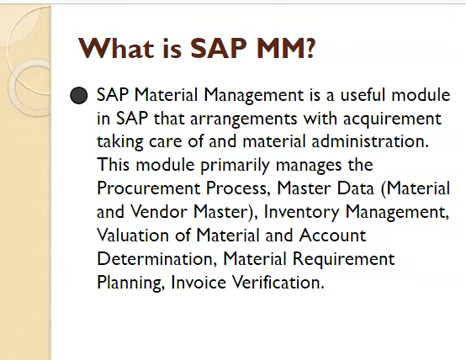 What is SAP MM?
SAP Material Management is a useful module
in SAP that arrangements with acquirement
taking care of and material administration.
This module primarily manages the
Procurement Process, Master Data (Material
and Vendor Master), Inventory Management,
Valuation of Material and Account
Determination, Material Requirement
Planning, Invoice Verification.